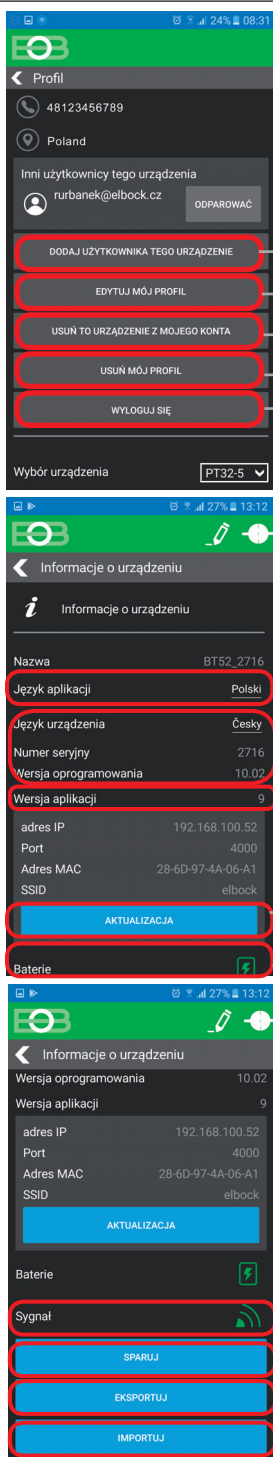 24% 08:31
EOB
Profil
48123456789
Poland
Inni użytkownicy tego urządzenia
rurbanek@elbock.cz
ODPAROWAĆ
DODAJ UŻYTKOWNIKA TEGO URZĄDZENIE
EDYTUJ MÓJ PROFIL
USUŃ TO URZĄDZENIE Z MOJEGO KONTA
USUŃ MÓJ PROFIL
WYLOGUJ SIĘ
Wybór urządzenia PT32-5
27% 13:12
EOB
Informacje o urządzeniu
i Informacje o urządzeniu
Nazwa BT52_2716
Język aplikacji Polski
Język urządzenia Česky
Numer seryjny 2716
Wersja oprogramowania 10.02
Wersja aplikacji 9
adres IP 192.168.100.52
Port 4000
Adres MAC 28-6D-97-4A-06-A1
SSID elbock
AKTUALIZACJA
Baterie
27% 13:12
EOB
Informacje o urządzeniu
Wersja oprogramowania 10.02
Wersja aplikacji 9
adres IP 192.168.100.52
Port 4000
Adres MAC 28-6D-97-4A-06-A1
SSID elbock
AKTUALIZACJA
Baterie
Sygnał
SPARUJ
EKSPORTUJ
IMPORTUJ